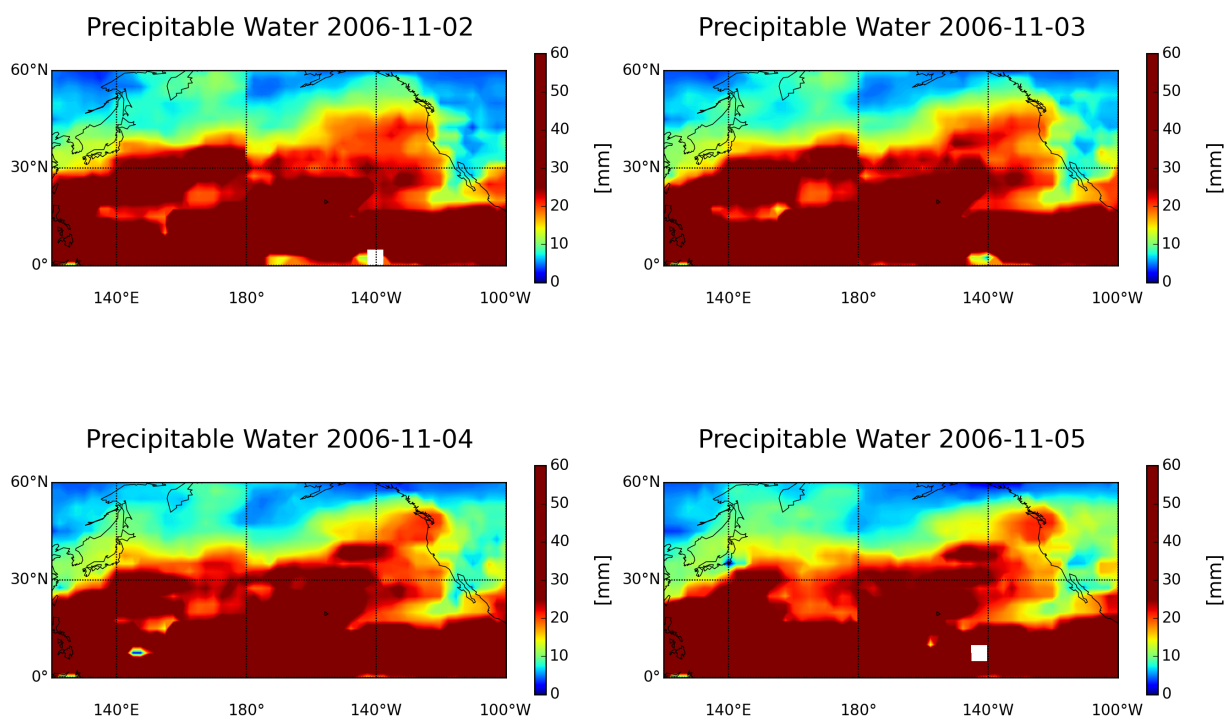 Precipitable Water 2006-11-02
60°N
30°N
0°
140°E
180°
140°W
100°W
60
50
40
30
20
10
0
[mm]
Precipitable Water 2006-11-03
60°N
30°N
0°
140°E
180°
140°W
100°W
60
50
40
30
20
10
0
[mm]
Precipitable Water 2006-11-04
60°N
30°N
0°
140°E
180°
140°W
100°W
60
50
40
30
20
10
0
[mm]
Precipitable Water 2006-11-05
60°N
30°N
0°
140°E
180°
140°W
100°W
60
50
40
30
20
10
0
[mm]